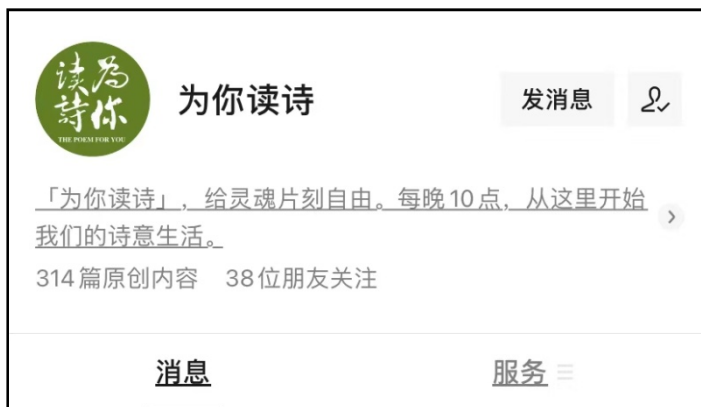 为你
读诗
THE POEM FOR YOU
为你读诗
发消息
「为你读诗」，给灵魂片刻自由。每晚10点，从这里开始
我们的诗意生活。
314篇原创内容 38位朋友关注
消息 服务